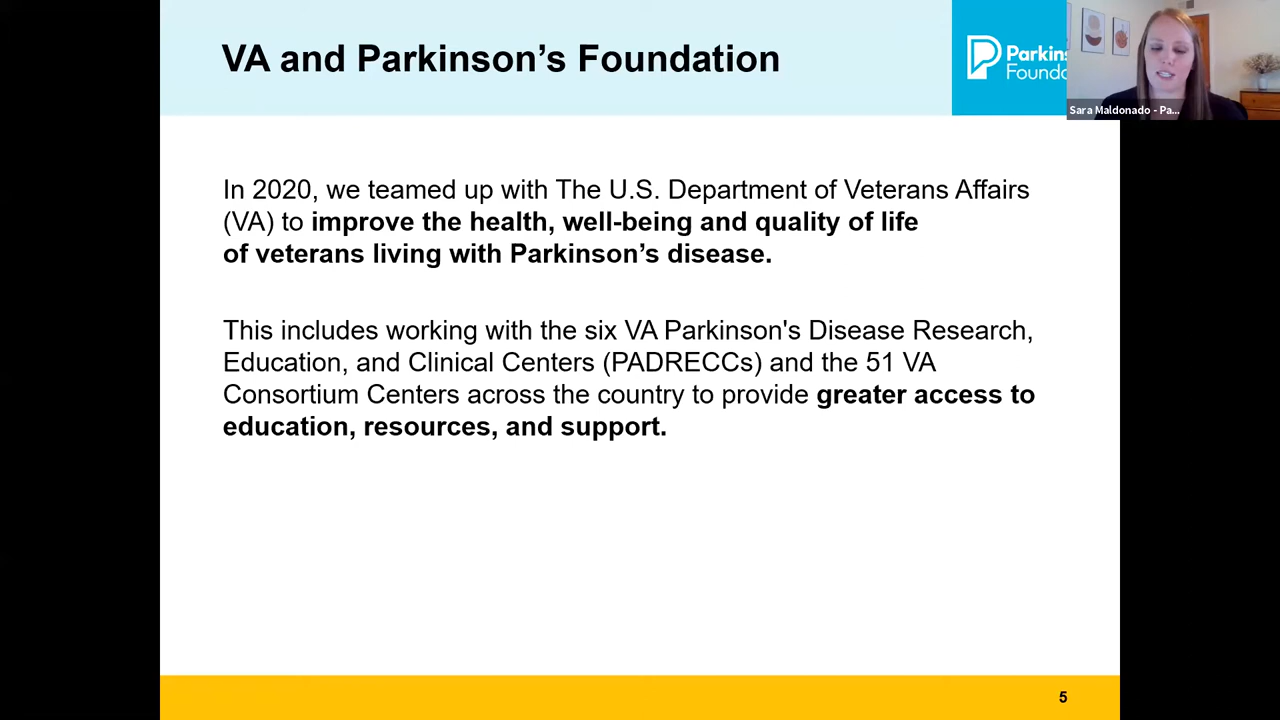 VA and Parkinson’s Foundation
Parkins
Founda
Sara Maldonado - Pa...
In 2020, we teamed up with The U.S. Department of Veterans Affairs
(VA) to improve the health, well-being and quality of life
of veterans living with Parkinson’s disease.
This includes working with the six VA Parkinson's Disease Research,
Education, and Clinical Centers (PADRECCs) and the 51 VA
Consortium Centers across the country to provide greater access to
education, resources, and support.
5